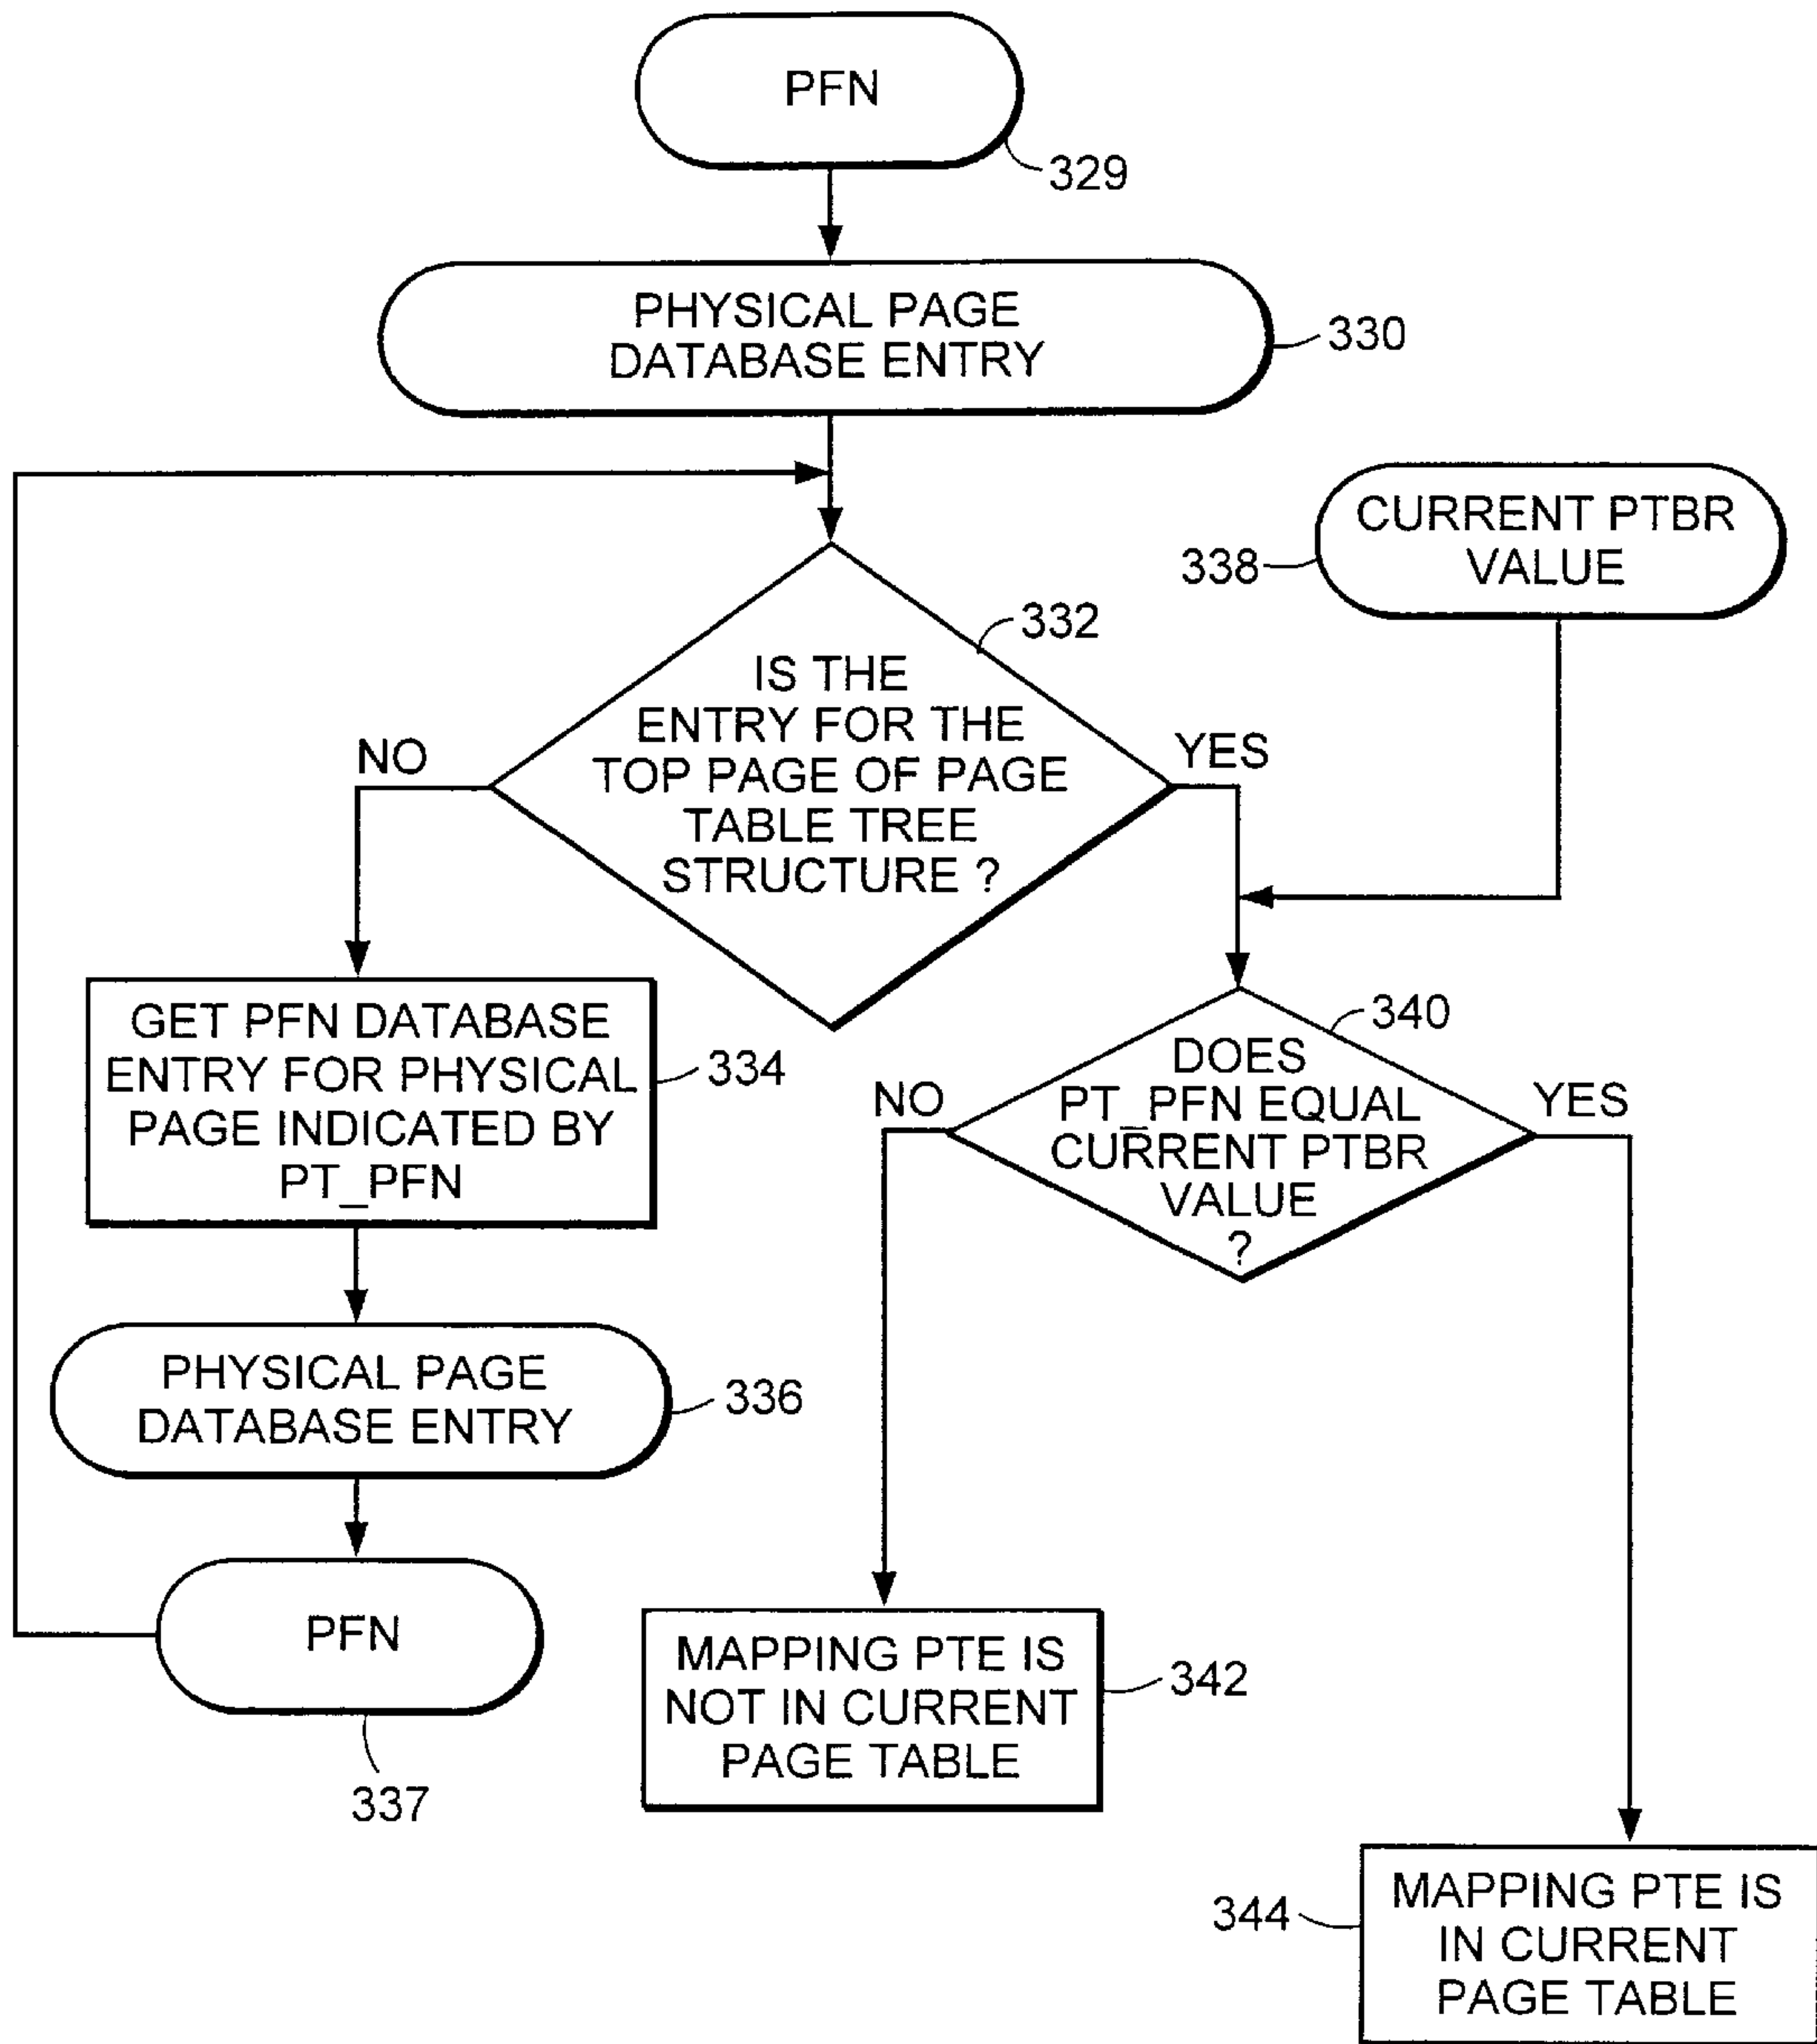 PFN
329
PHYSICAL PAGE
DATABASE ENTRY
330
CURRENT PTBR
VALUE
338
332
IS THE
ENTRY FOR THE
TOP PAGE OF PAGE
TABLE TREE
STRUCTURE ?
NO
YES
GET PFN DATABASE
ENTRY FOR PHYSICAL
PAGE INDICATED BY
PT_PFN
334
340
DOES
PT_PFN EQUAL
CURRENT PTBR
VALUE
?
NO
YES
PHYSICAL PAGE
DATABASE ENTRY
336
PFN
337
MAPPING PTE IS
NOT IN CURRENT
PAGE TABLE
342
MAPPING PTE IS
IN CURRENT
PAGE TABLE
344